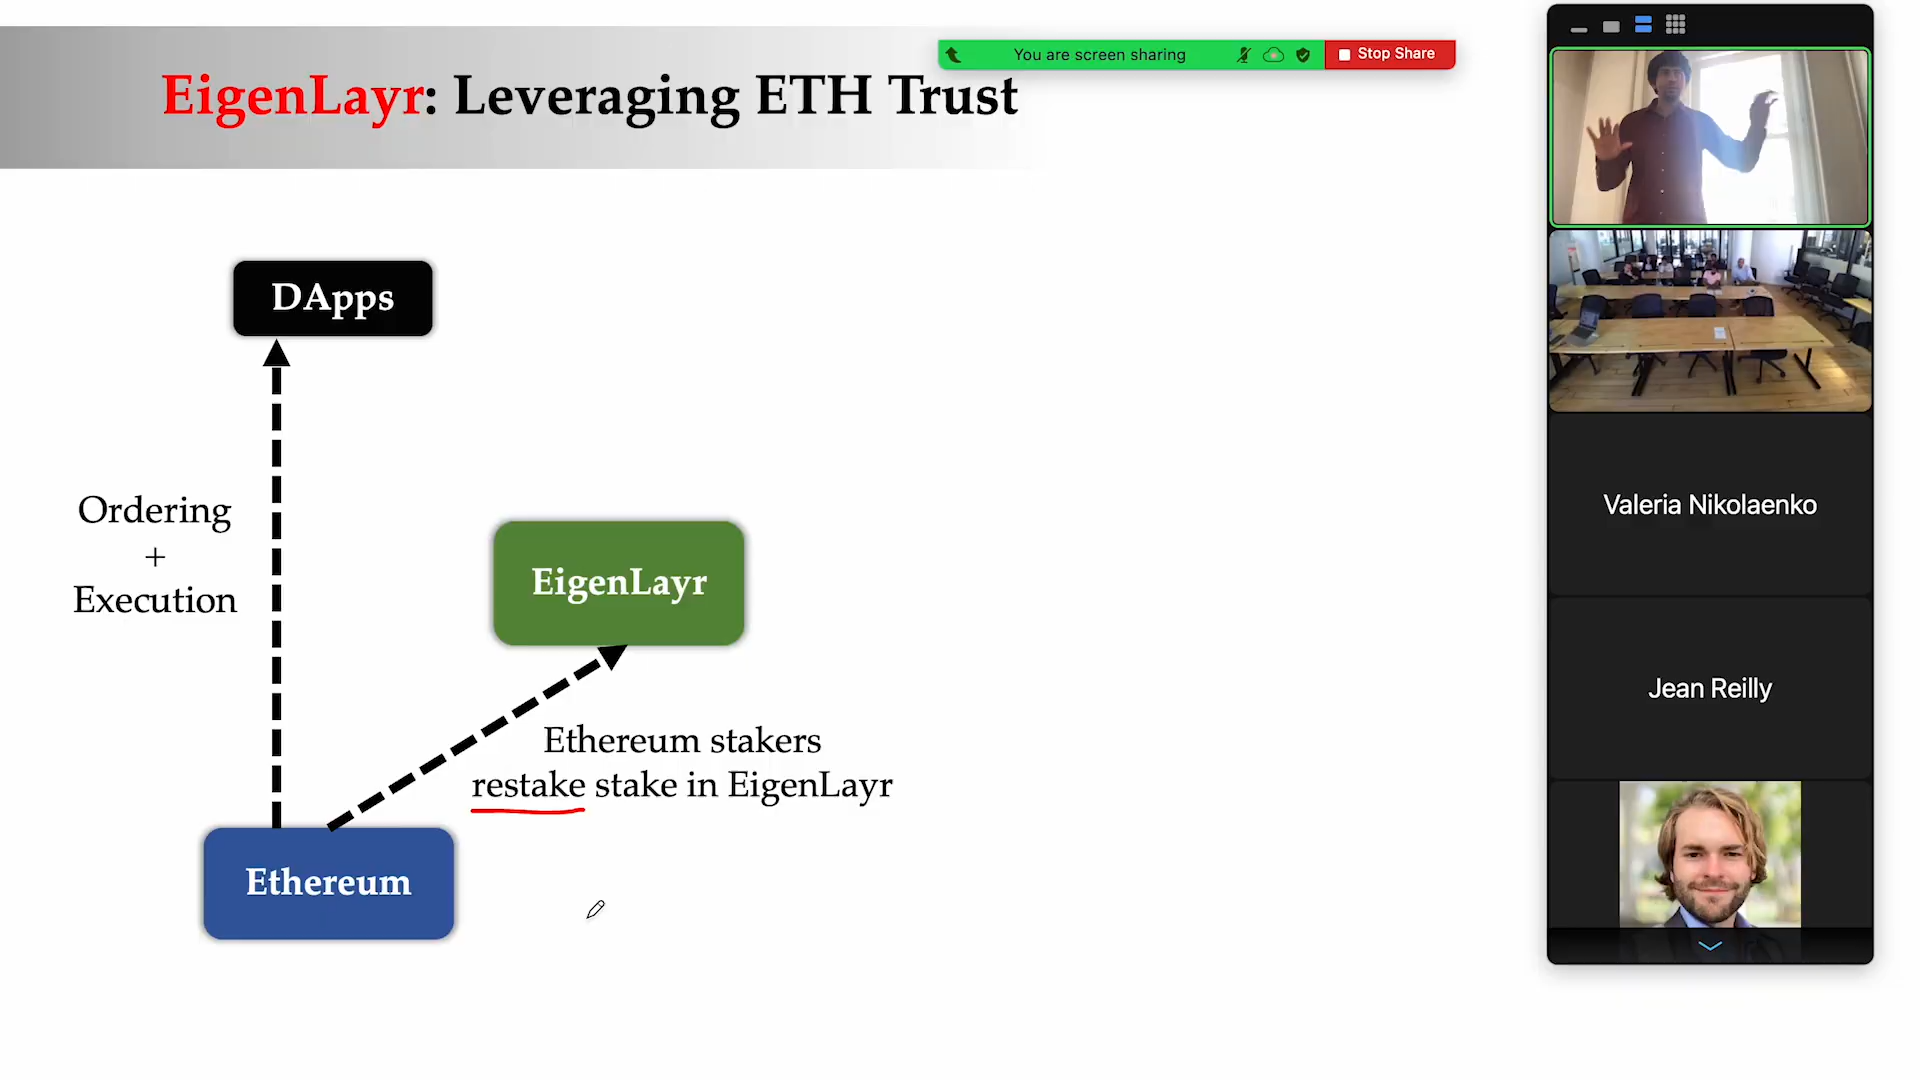 EigenLayr: Leveraging ETH Trust
You are screen sharing
Stop Share
DApps
Ordering
+
Execution
EigenLayr
Ethereum stakers
restake stake in EigenLayr
Ethereum
Valeria Nikolaenko
Jean Reilly